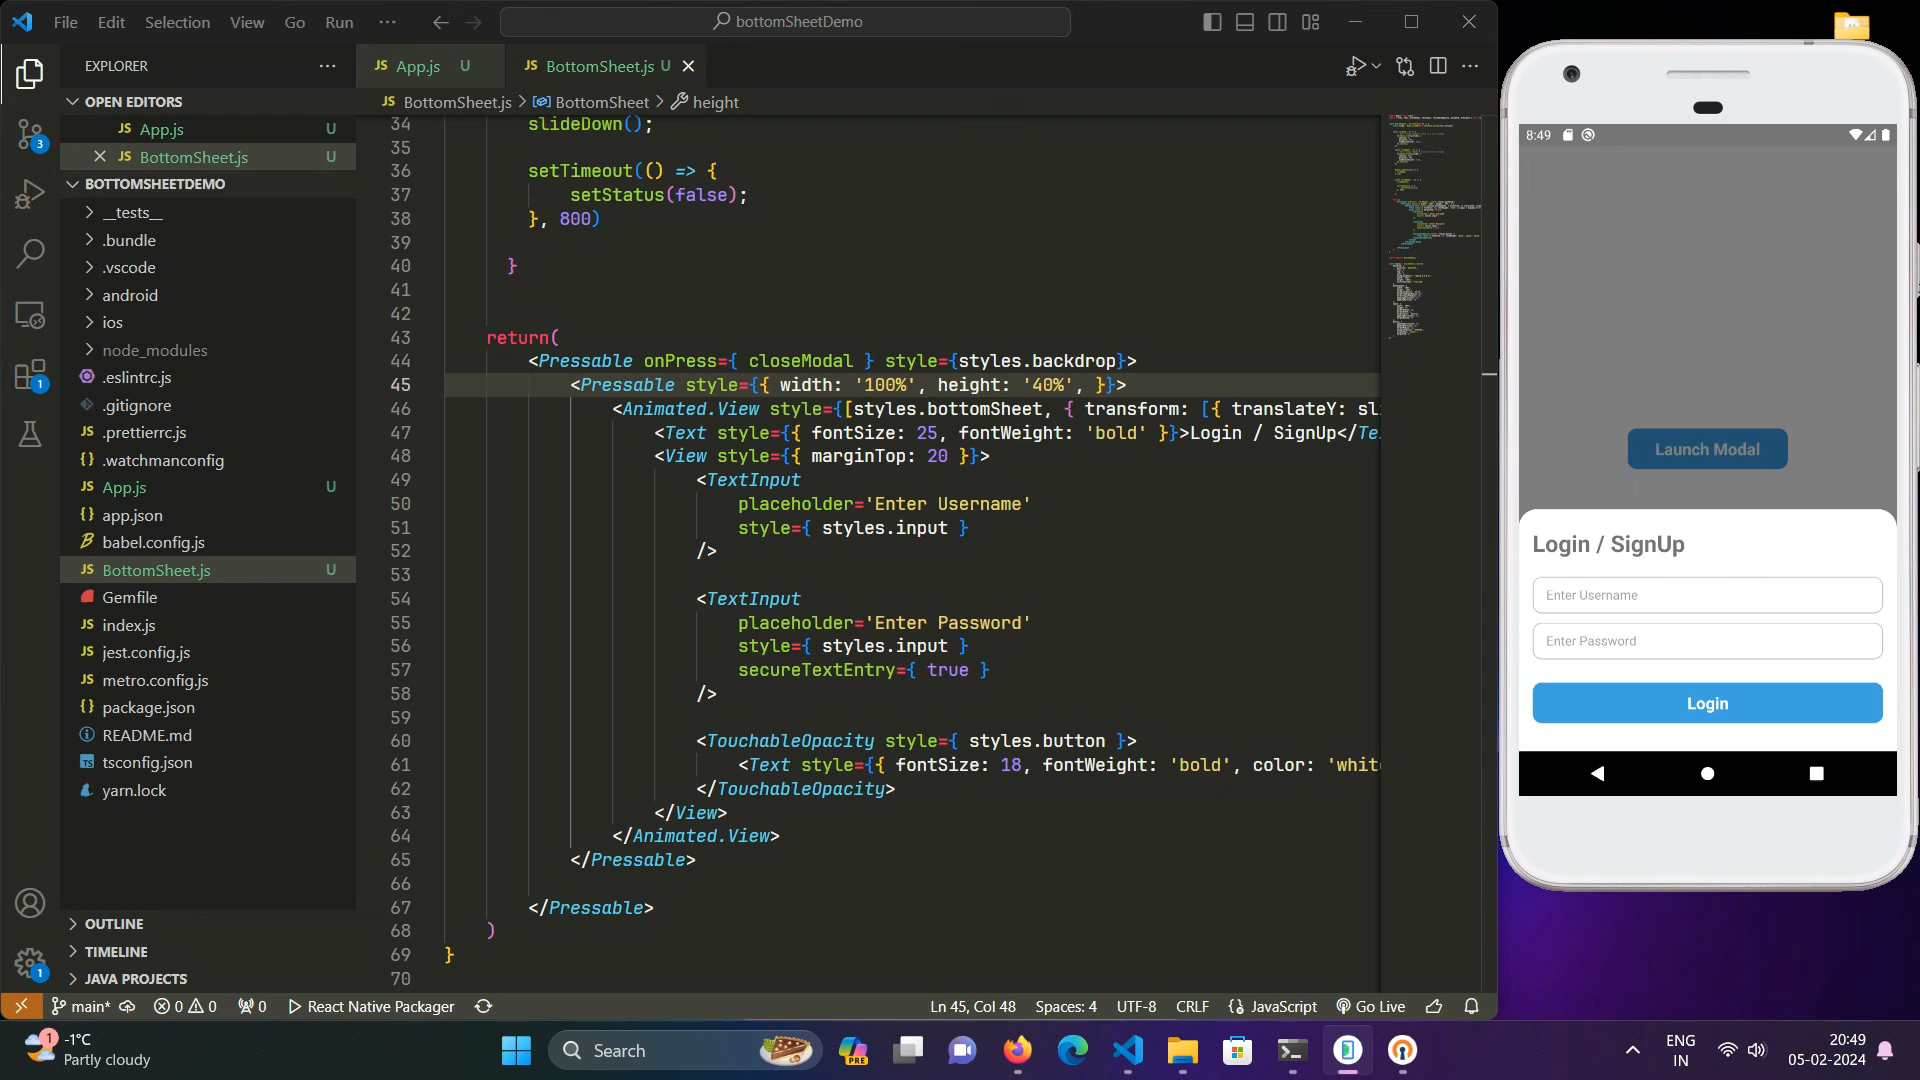 File Edit Selection View Go Run ···
bottomSheetDemo
EXPLORER
App.js U
BottomSheet.js U
BottomSheet.js > BottomSheet > height
OPEN EDITORS
JS App.js U
JS BottomSheet.js U
BOTTOMSHEETDEMO
__tests__
.bundle
.vscode
android
ios
node_modules
.eslintrc.js
.gitignore
JS .prettierrc.js
{} .watchmanconfig
JS App.js U
{} app.json
babel.config.js
JS BottomSheet.js U
Gemfile
JS index.js
JS jest.config.js
JS metro.config.js
{} package.json
README.md
tsconfig.json
yarn.lock
OUTLINE
TIMELINE
JAVA PROJECTS
3
1
1
34 slideDown();
35
36 setTimeout(() => {
37 setStatus(false);
38 }, 800)
39
40 }
41
42
43 return(
44 <Pressable onPress={ closeModal } style={styles.backdrop}>
45 <Pressable style={{ width: '100%', height: '40%', }}>
46 <Animated.View style={[styles.bottomSheet, { transform: [{ translateY: sl
47 <Text style={{ fontSize: 25, fontWeight: 'bold' }}>Login / SignUp</Te
48 <View style={{ marginTop: 20 }}>
49 <TextInput
50 placeholder='Enter Username'
51 style={ styles.input }
52 />
53
54 <TextInput
55 placeholder='Enter Password'
56 style={ styles.input }
57 secureTextEntry={ true }
58 />
59
60 <TouchableOpacity style={ styles.button }>
61 <Text style={{ fontSize: 18, fontWeight: 'bold', color: 'white
62 </TouchableOpacity>
63 </View>
64 </Animated.View>
65 </Pressable>
66
67 </Pressable>
68 )
69 }
70
8:49
Launch Modal
Login / SignUp
Enter Username
Enter Password
Login
main* 0 0 0 React Native Packager
Ln 45, Col 48 Spaces: 4 UTF-8 CRLF {} JavaScript Go Live
1
-1°C
Partly cloudy
Search
PRE
ENG
IN
20:49
05-02-2024